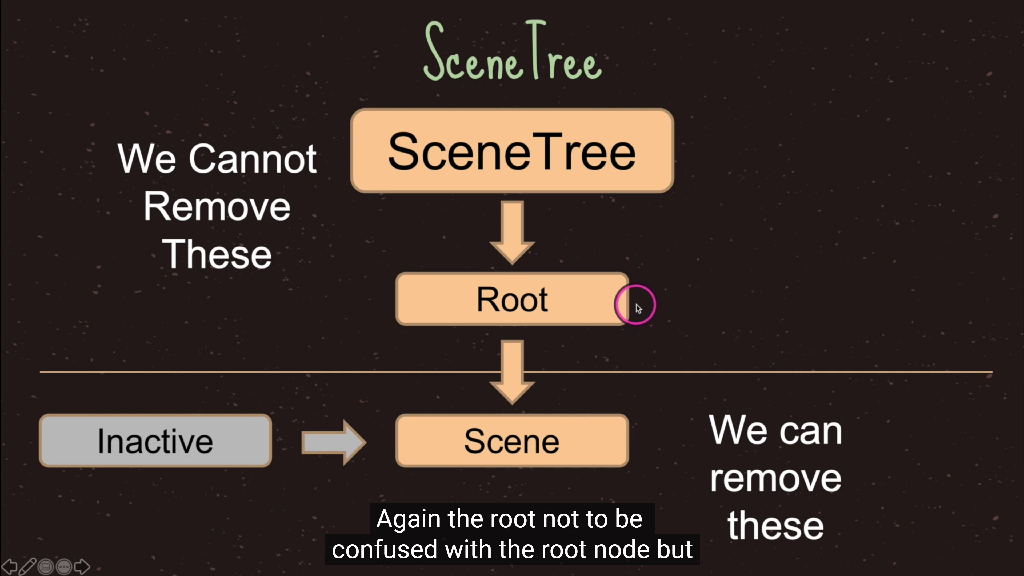 SceneTree
We Cannot
Remove
These
SceneTree
Root
Inactive
Scene
We can
remove
these
Again the root not to be
confused with the root node but